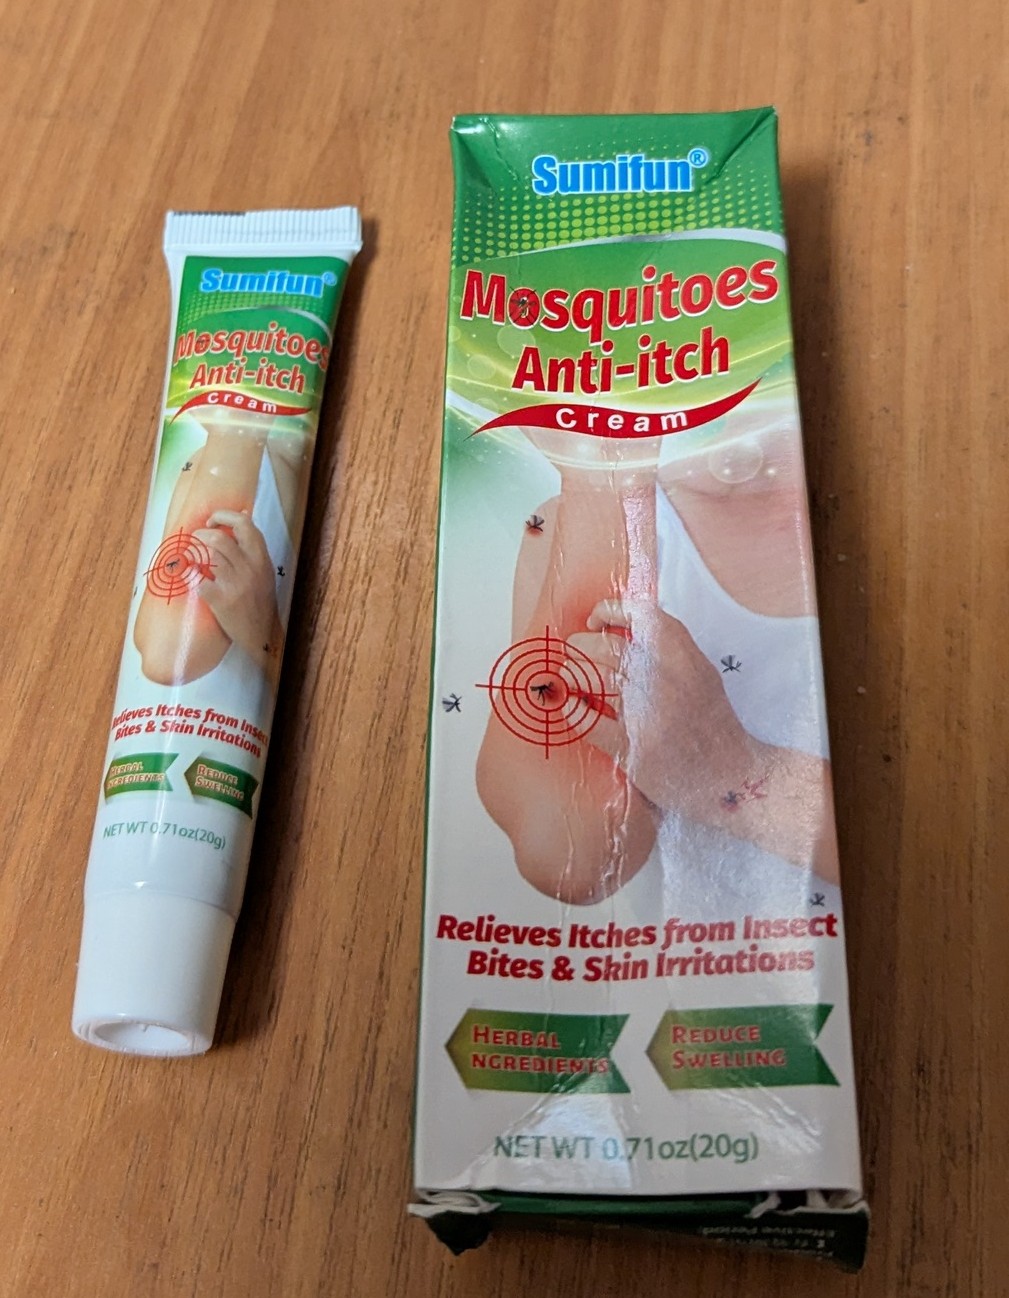 Sumifun®
Mosquitoes
Anti-itch
Cream
Relieves Itches from Insect
Bites & Skin Irritations
HERBAL
NGREDIENTS
REDUCE
SWELLING
NET WT 0.71oz(20g)
Sumifun®
Mosquitoes
Anti-itch
Cream
Relieves Itches from Insect
Bites & Skin Irritations
HERBAL
NGREDIENTS
REDUCE
SWELLING
NET WT 0.71oz(20g)
Effective Period: